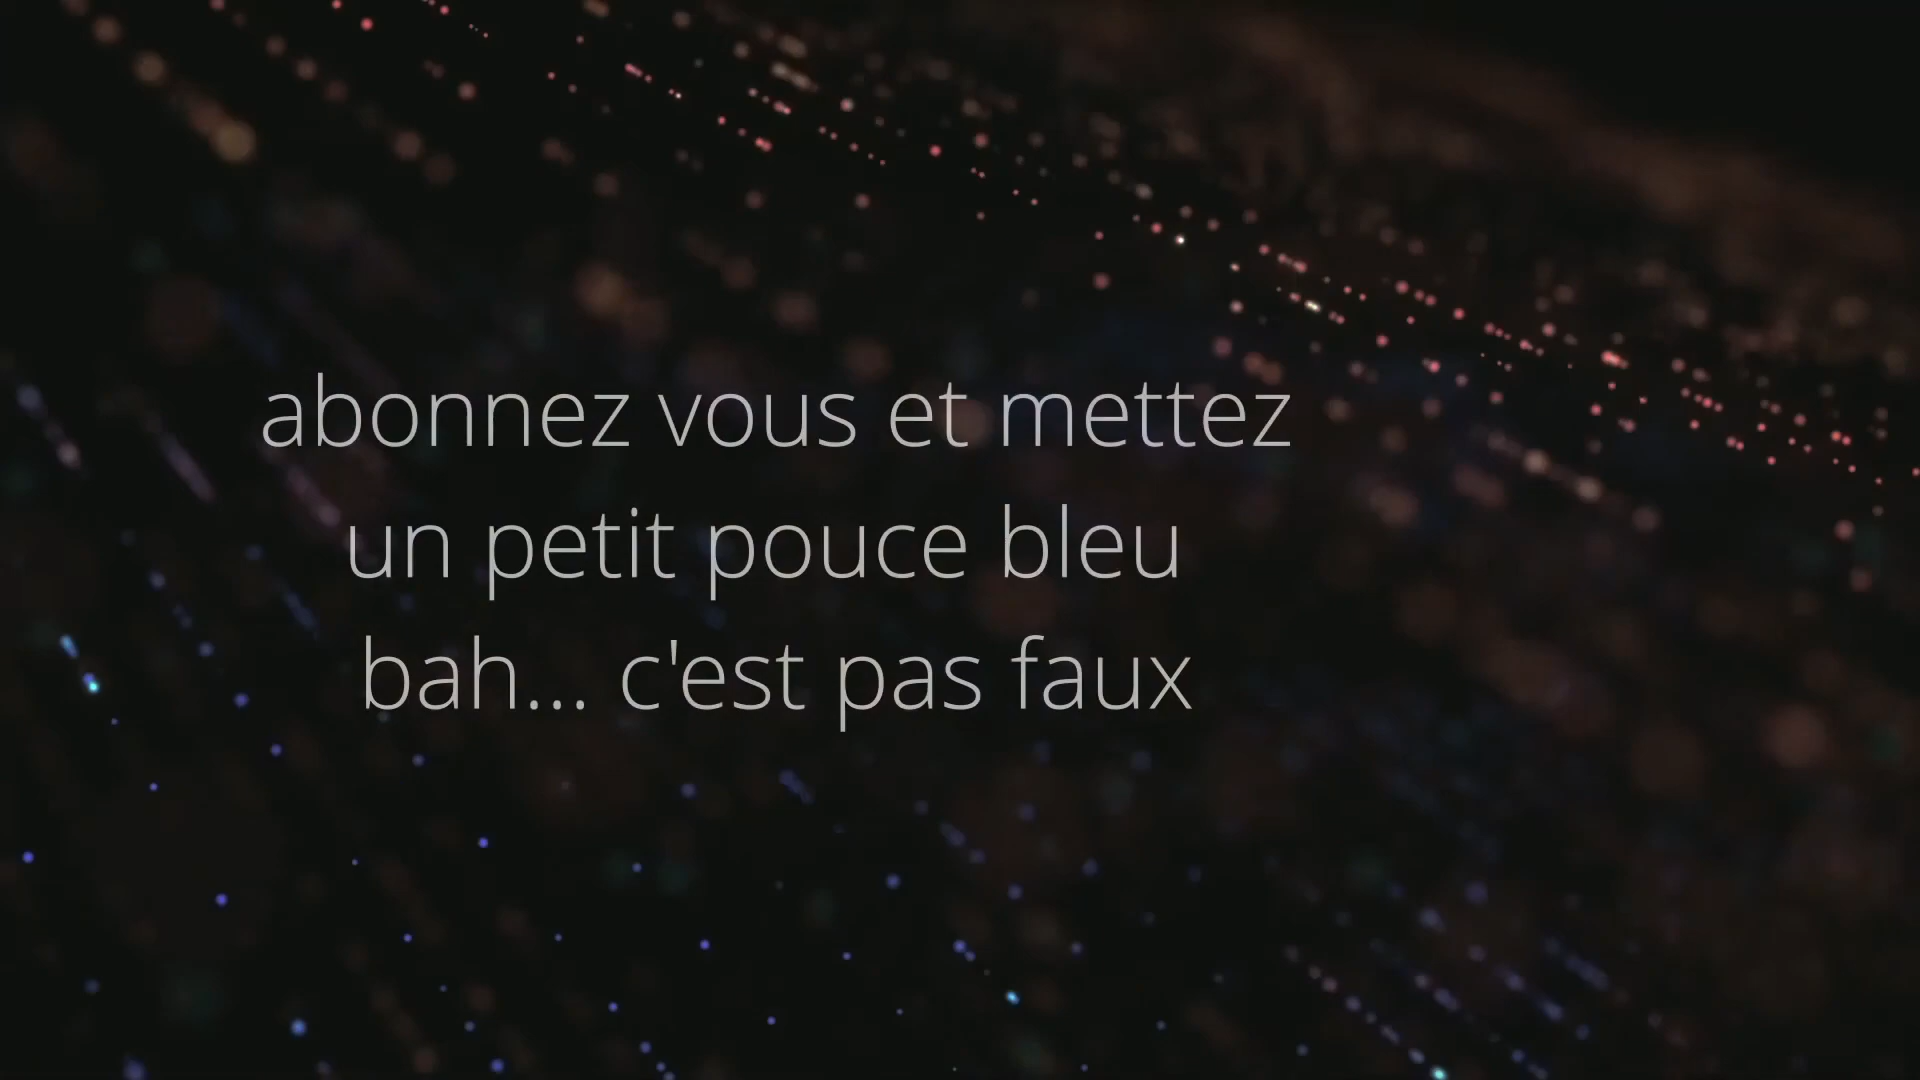 abonnez vous et mettez
un petit pouce bleu
bah... c'est pas faux